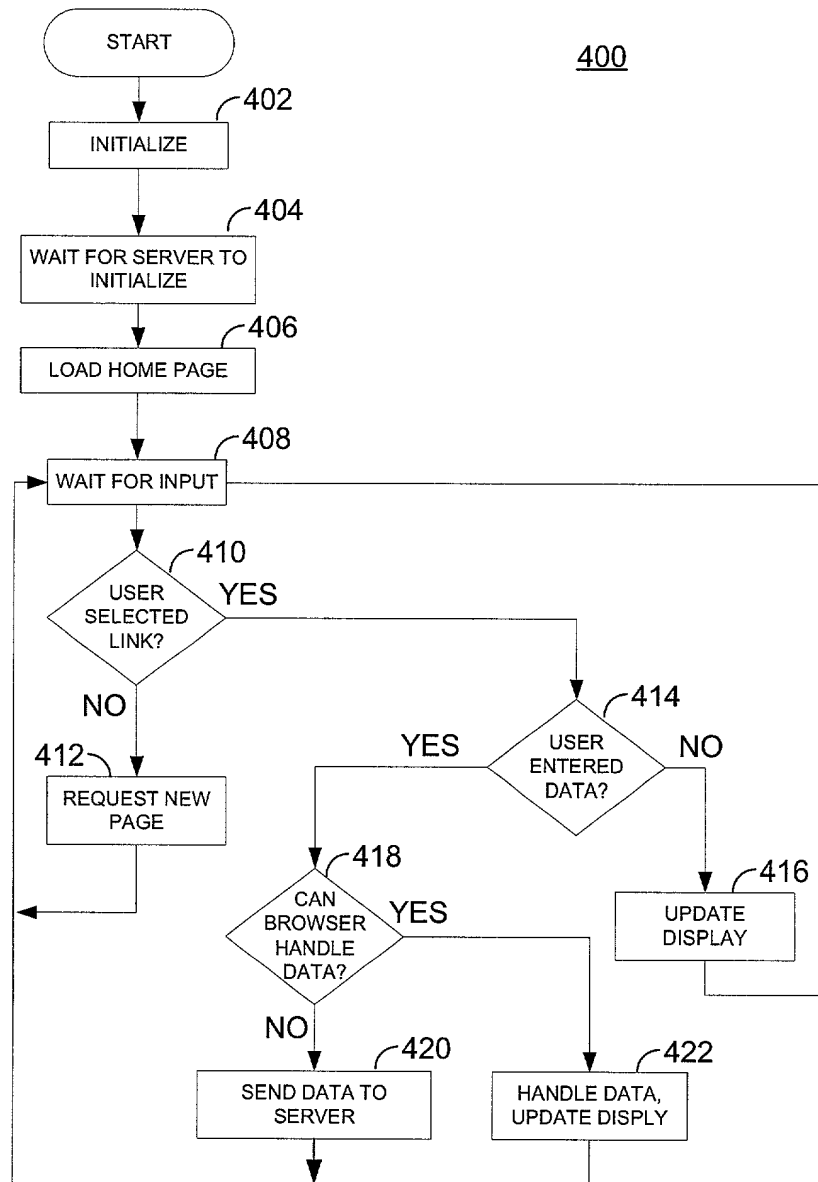 START
400
402
INITIALIZE
404
WAIT FOR SERVER TO
INITIALIZE
406
LOAD HOME PAGE
408
WAIT FOR INPUT
410
USER
SELECTED
LINK?
YES
NO
412
REQUEST NEW
PAGE
414
USER
ENTERED
DATA?
YES
NO
416
UPDATE
DISPLAY
418
CAN
BROWSER
HANDLE
DATA?
YES
NO
420
SEND DATA TO
SERVER
422
HANDLE DATA,
UPDATE DISPLY